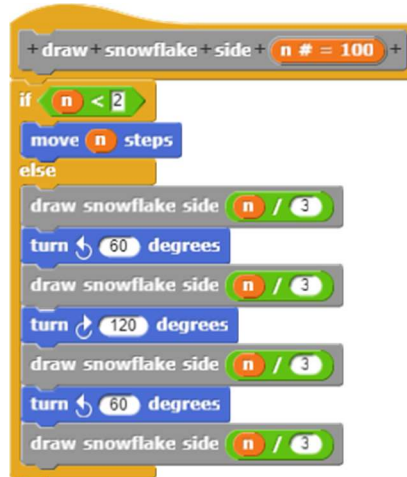 + draw + snowflake + side + n # = 100 +
if n < 2
move n steps
else
draw snowflake side n / 3
turn ↺ 60 degrees
draw snowflake side n / 3
turn ↻ 120 degrees
draw snowflake side n / 3
turn ↺ 60 degrees
draw snowflake side n / 3